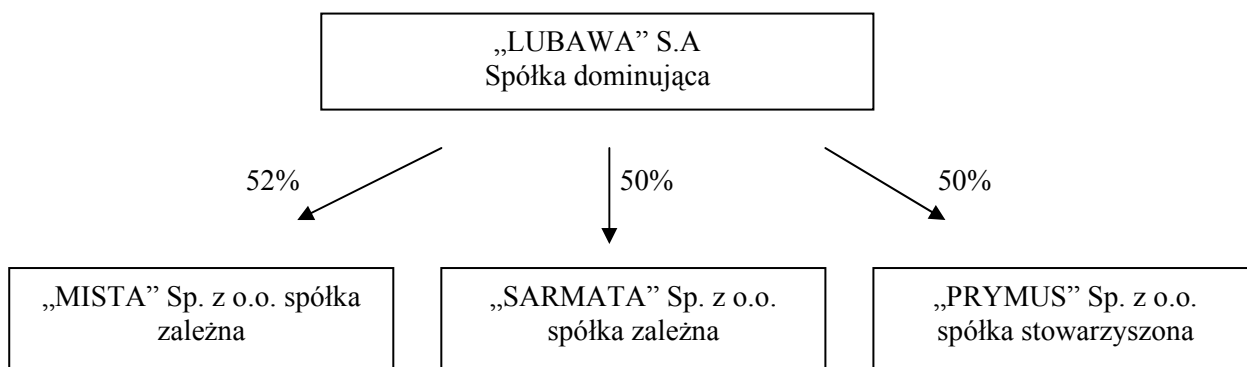 „LUBAWA” S.A
Spółka dominująca
52%
50%
50%
„MISTA” Sp. z o.o. spółka
zależna
„SARMATA” Sp. z o.o.
spółka zależna
„PRYMUS” Sp. z o.o.
spółka stowarzyszona